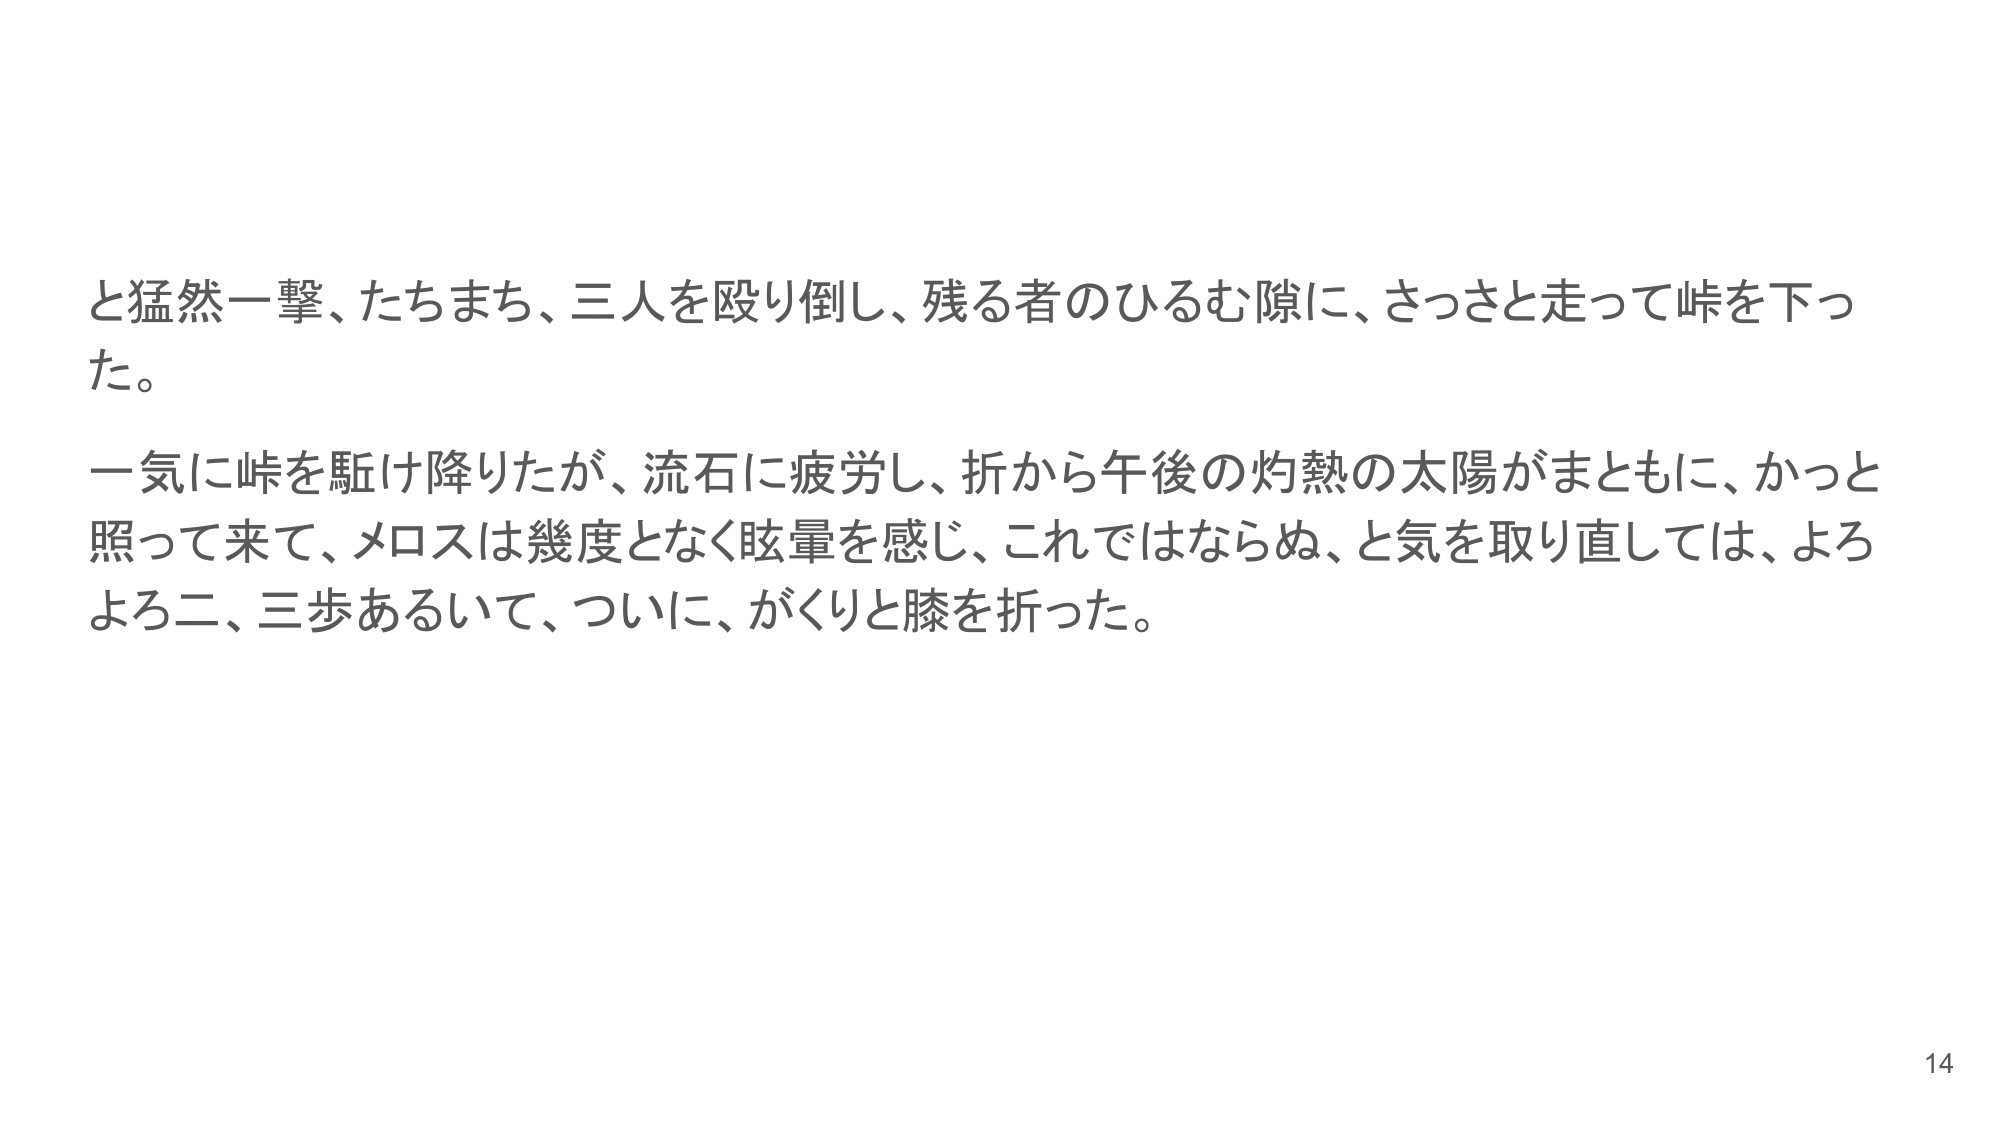 と猛然一撃、たちまち、三人を殴り倒し、残る者のひるむ隙に、さっさと走って峠を下っ
た。
一気に峠を駈け降りたが、流石に疲労し、折から午後の灼熱の太陽がまともに、かっと
照って来て、メロスは幾度となく眩暈を感じ、これではならぬ、と気を取り直しては、よろ
よろ二、三歩あるいて、ついに、がくりと膝を折った。
14